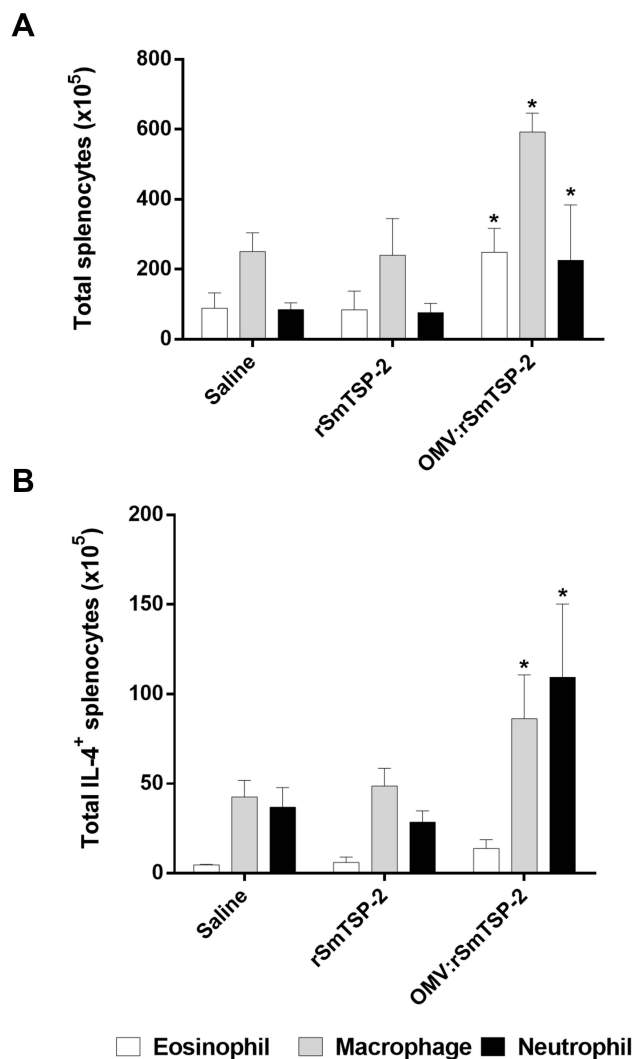 A
Total splenocytes (x10⁵)
800
600
400
200
0
*
*
*
Saline
rSmTSP-2
OMV:rSmTSP-2
B
Total IL-4⁺ splenocytes (x10⁵)
200
150
100
50
0
*
*
Saline
rSmTSP-2
OMV:rSmTSP-2
Eosinophil Macrophage Neutrophil